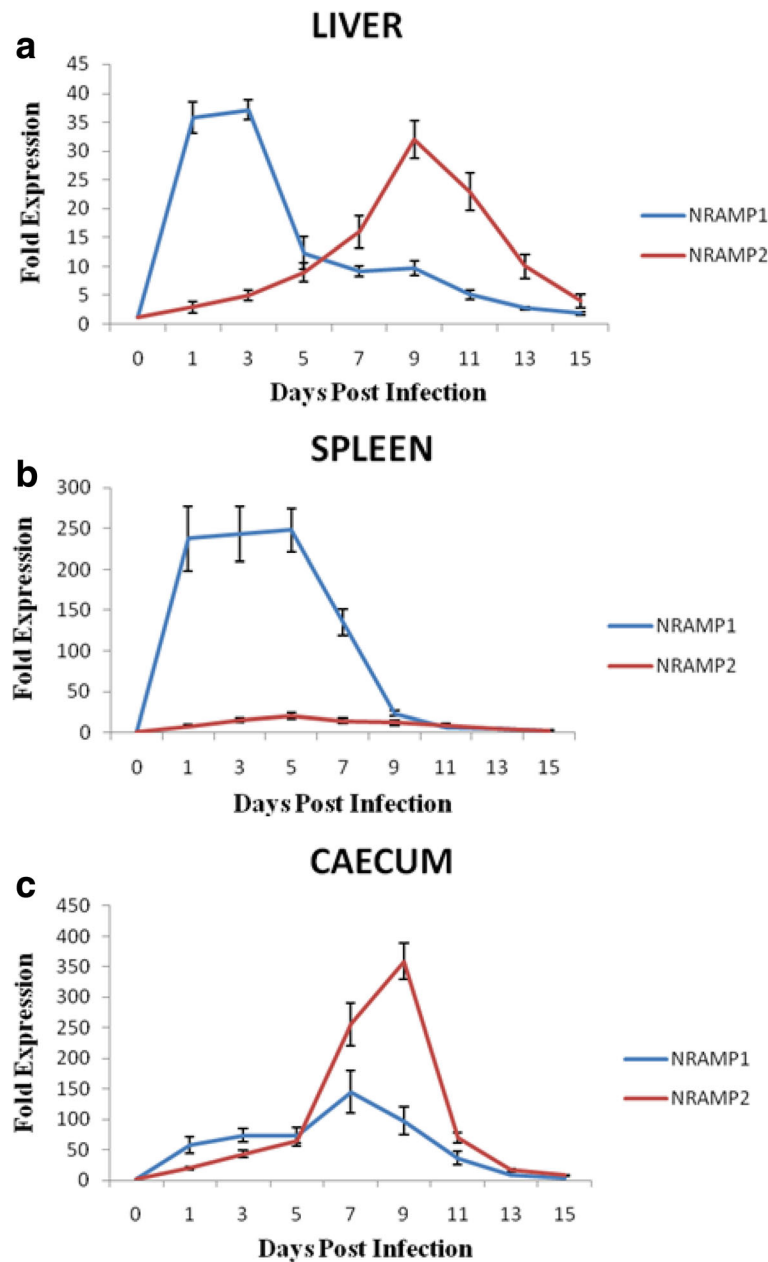 a
LIVER
45
40
35
30
25
20
15
10
5
0
Fold Expression
0 1 3 5 7 9 11 13 15
Days Post Infection
NRAMP1
NRAMP2
b
SPLEEN
300
250
200
150
100
50
0
Fold Expression
0 1 3 5 7 9 11 13 15
Days Post Infection
NRAMP1
NRAMP2
c
CAECUM
450
400
350
300
250
200
150
100
50
0
Fold Expression
0 1 3 5 7 9 11 13 15
Days Post Infection
NRAMP1
NRAMP2